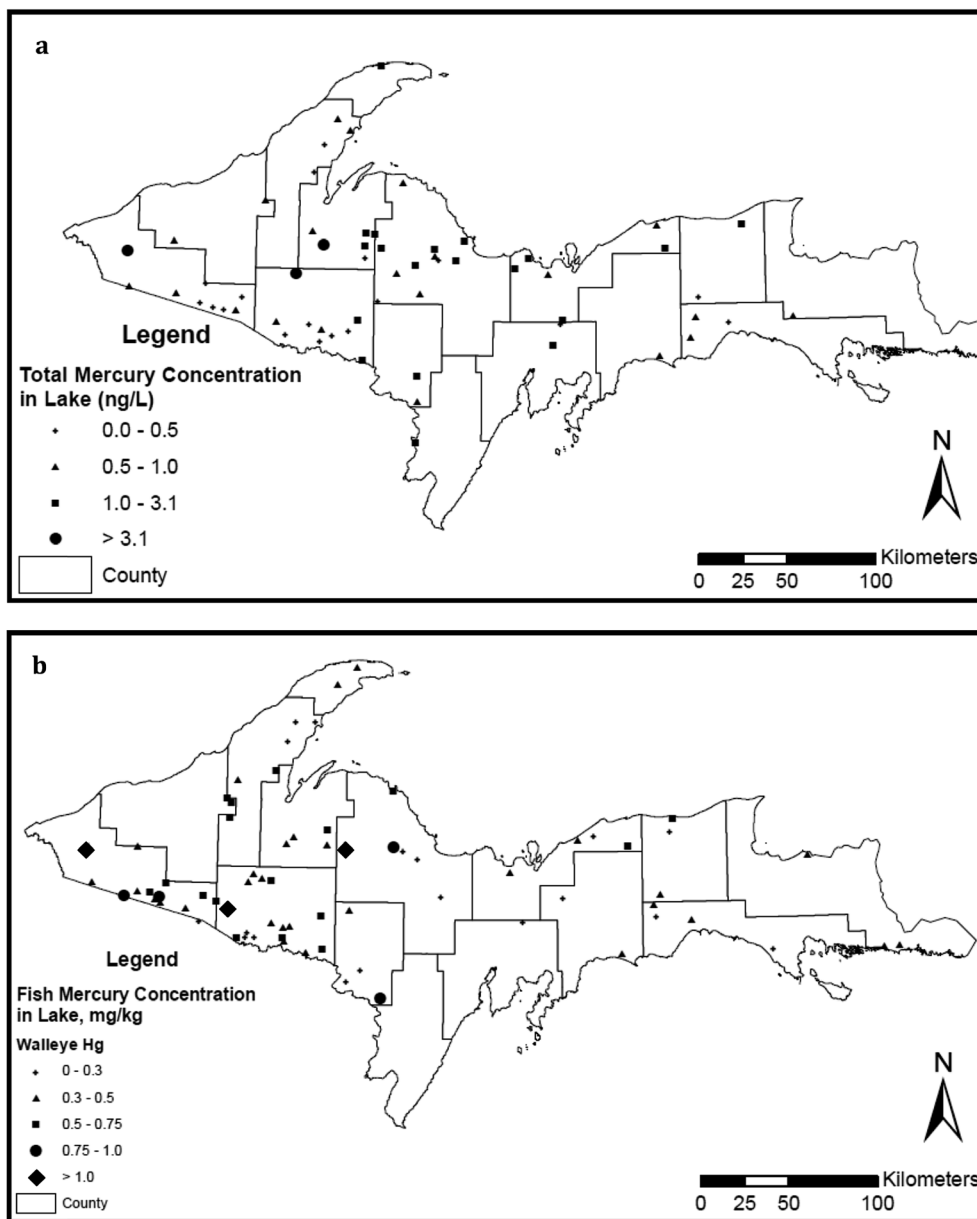 a
Legend
Total Mercury Concentration
in Lake (ng/L)
0.0 - 0.5
0.5 - 1.0
1.0 - 3.1
> 3.1
County
N
Kilometers
0 25 50 100
b
Legend
Fish Mercury Concentration
in Lake, mg/kg
Walleye Hg
0 - 0.3
0.3 - 0.5
0.5 - 0.75
0.75 - 1.0
> 1.0
County
N
Kilometers
0 25 50 100